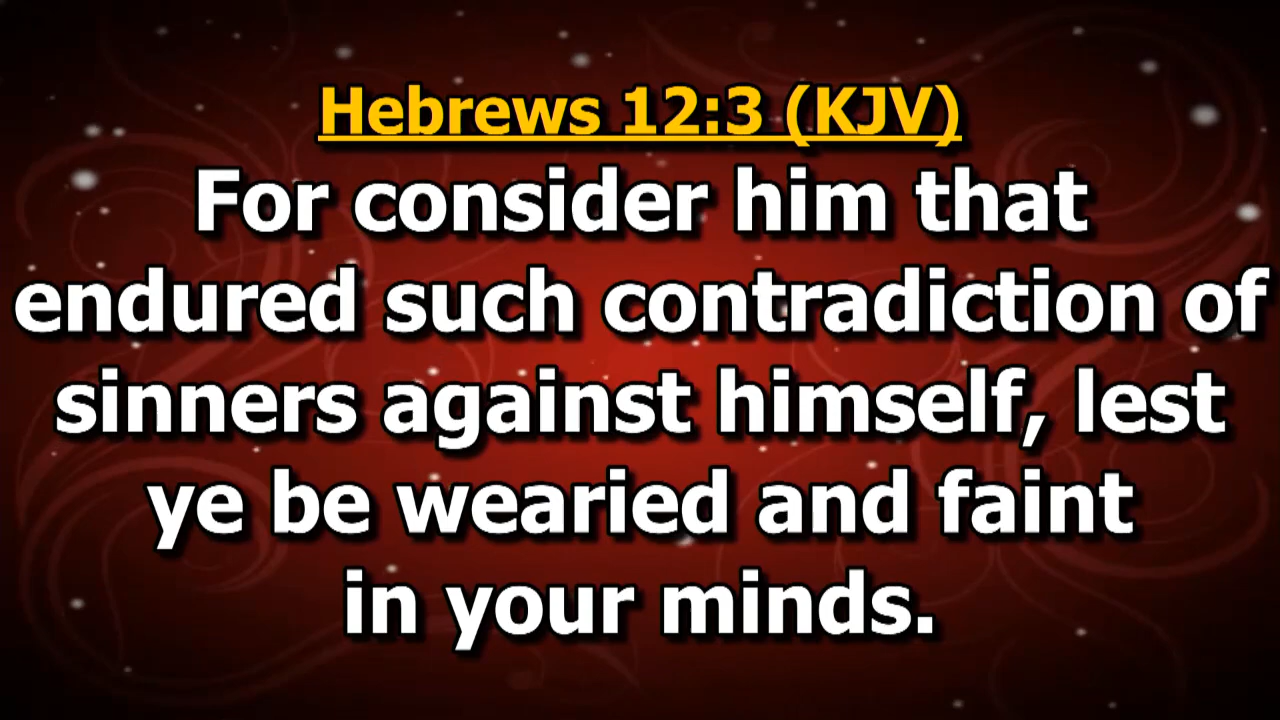 Hebrews 12:3 (KJV)
For consider him that
endured such contradiction of
sinners against himself, lest
ye be wearied and faint
in your minds.